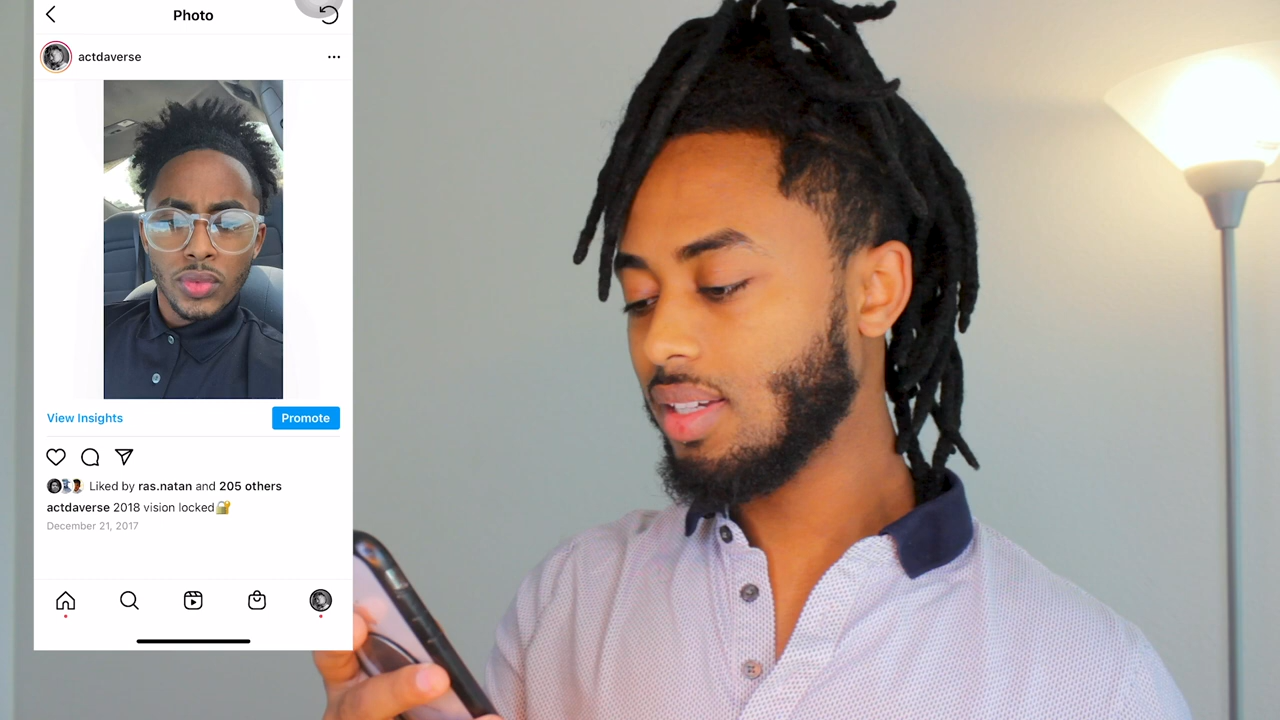 Photo
actdaverse
View Insights
Promote
Liked by ras.natan and 205 others
actdaverse 2018 vision locked🔐
December 21, 2017